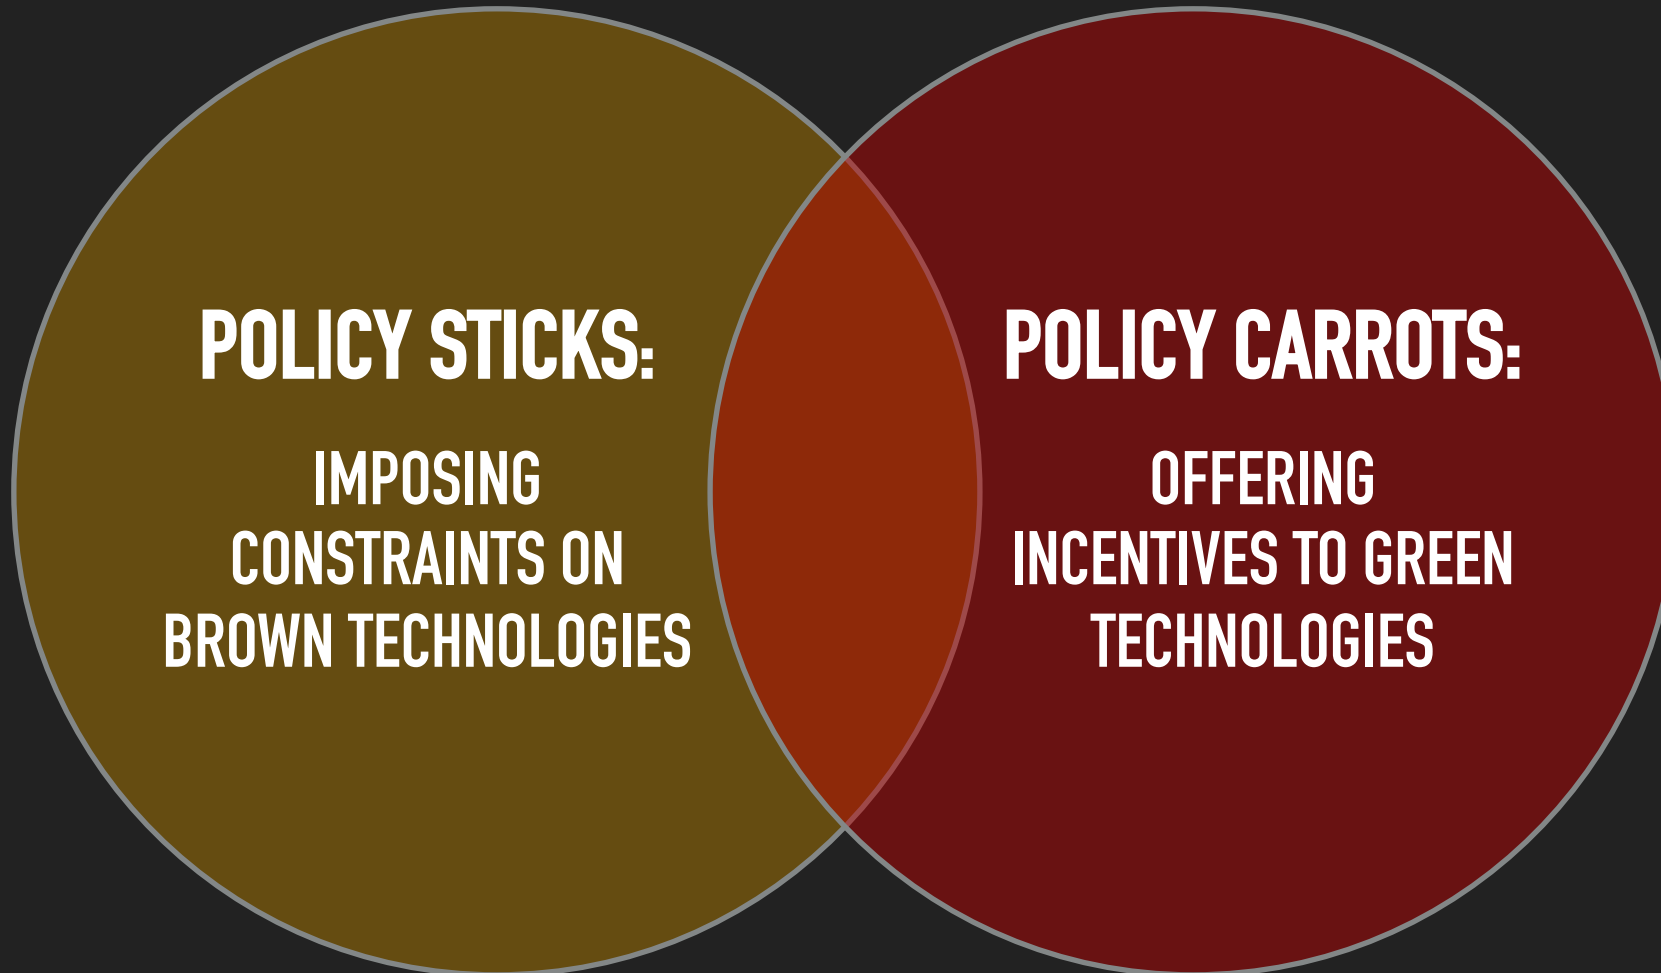 POLICY STICKS:
IMPOSING
CONSTRAINTS ON
BROWN TECHNOLOGIES
POLICY CARROTS:
OFFERING
INCENTIVES TO GREEN
TECHNOLOGIES